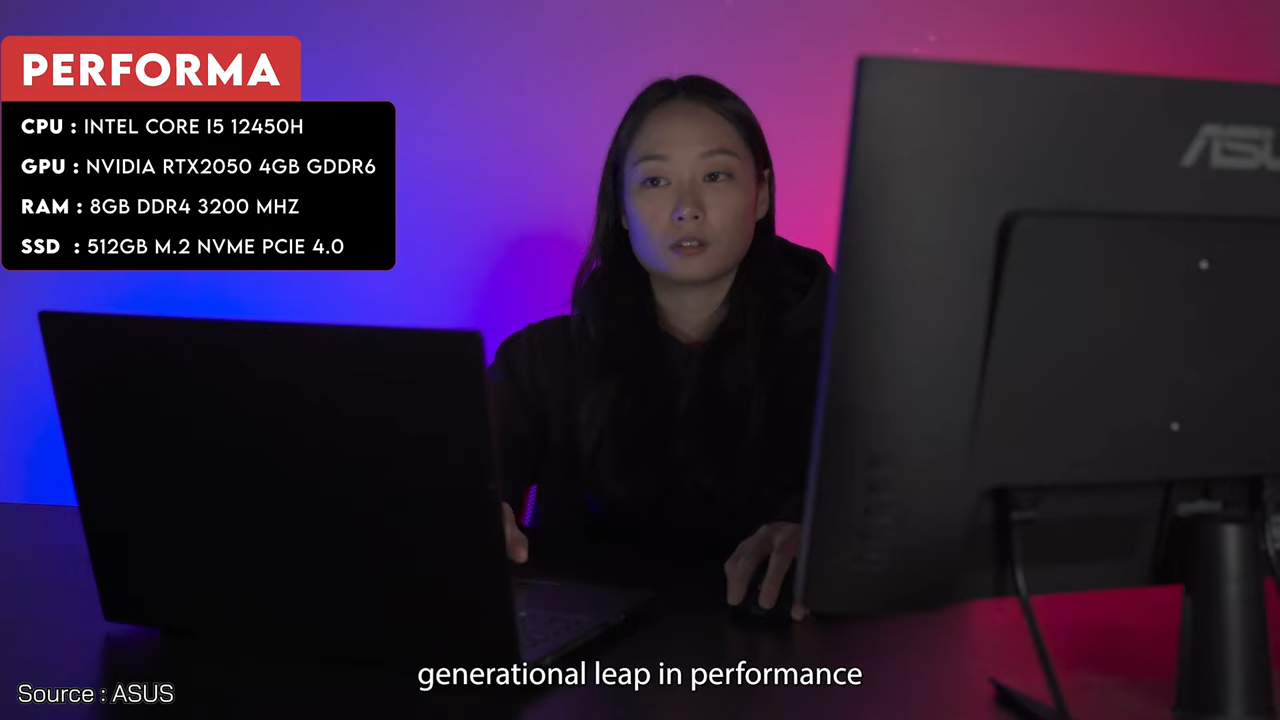 PERFORMA
CPU : INTEL CORE I5 12450H
GPU : NVIDIA RTX2050 4GB GDDR6
RAM : 8GB DDR4 3200 MHZ
SSD : 512GB M.2 NVME PCIE 4.0
generational leap in performance
Source : ASUS